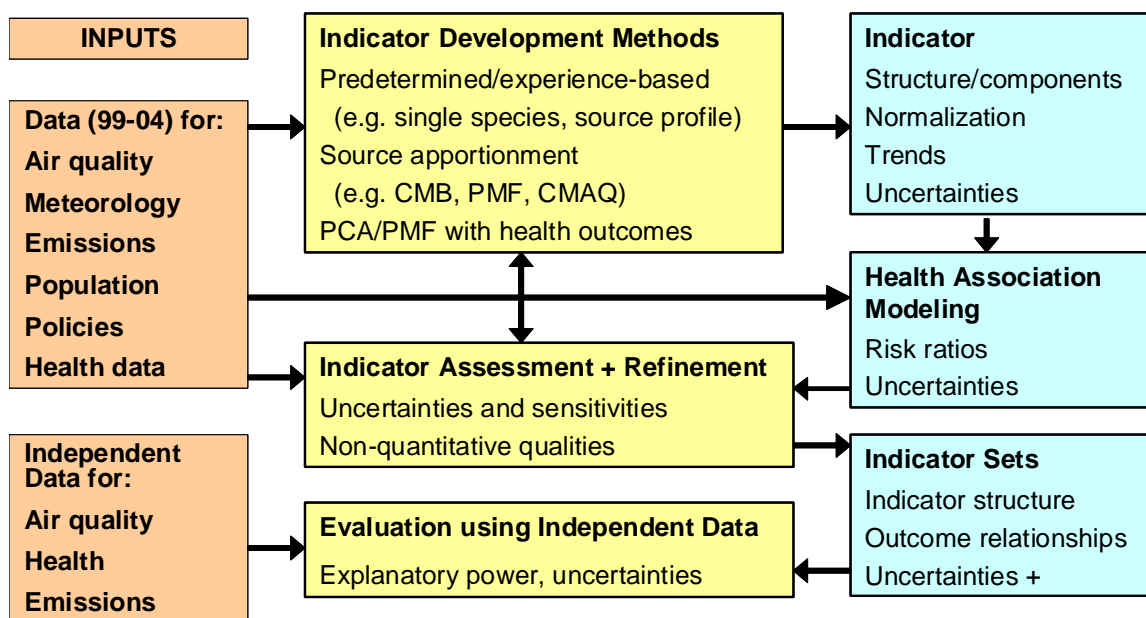 INPUTS
Data (99-04) for:
Air quality
Meteorology
Emissions
Population
Policies
Health data
Independent
Data for:
Air quality
Health
Emissions
Indicator Development Methods
Predetermined/experience-based
(e.g. single species, source profile)
Source apportionment
(e.g. CMB, PMF, CMAQ)
PCA/PMF with health outcomes
Indicator Assessment + Refinement
Uncertainties and sensitivities
Non-quantitative qualities
Evaluation using Independent Data
Explanatory power, uncertainties
Indicator
Structure/components
Normalization
Trends
Uncertainties
Health Association
Modeling
Risk ratios
Uncertainties
Indicator Sets
Indicator structure
Outcome relationships
Uncertainties +